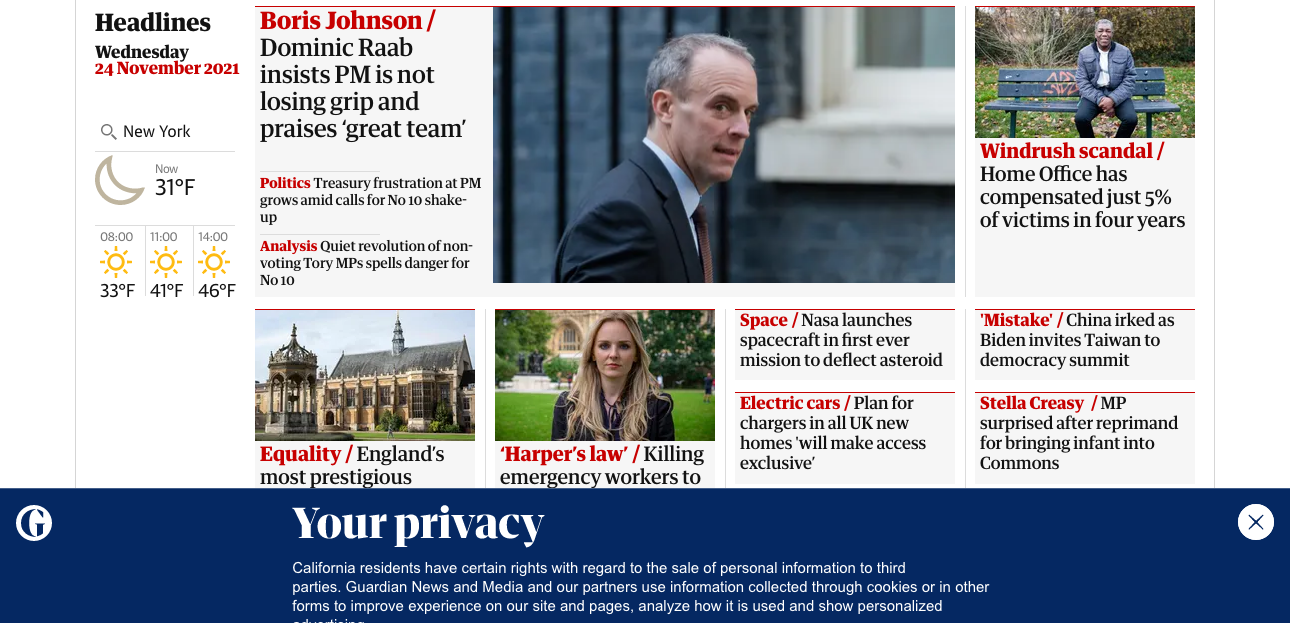 Headlines
Wednesday
24 November 2021
New York
Now
31°F
08:00 11:00 14:00
33°F 41°F 46°F
Boris Johnson /
Dominic Raab
insists PM is not
losing grip and
praises ‘great team’
Politics Treasury frustration at PM
grows amid calls for No 10 shake-
up
Analysis Quiet revolution of non-
voting Tory MPs spells danger for
No 10
Windrush scandal /
Home Office has
compensated just 5%
of victims in four years
Equality / England’s
most prestigious
‘Harper’s law’ / Killing
emergency workers to
Space / Nasa launches
spacecraft in first ever
mission to deflect asteroid
Electric cars / Plan for
chargers in all UK new
homes ‘will make access
exclusive’
'Mistake' / China irked as
Biden invites Taiwan to
democracy summit
Stella Creasy / MP
surprised after reprimand
for bringing infant into
Commons
G
Your privacy
California residents have certain rights with regard to the sale of personal information to third
parties. Guardian News and Media and our partners use information collected through cookies or in other
forms to improve experience on our site and pages, analyze how it is used and show personalized